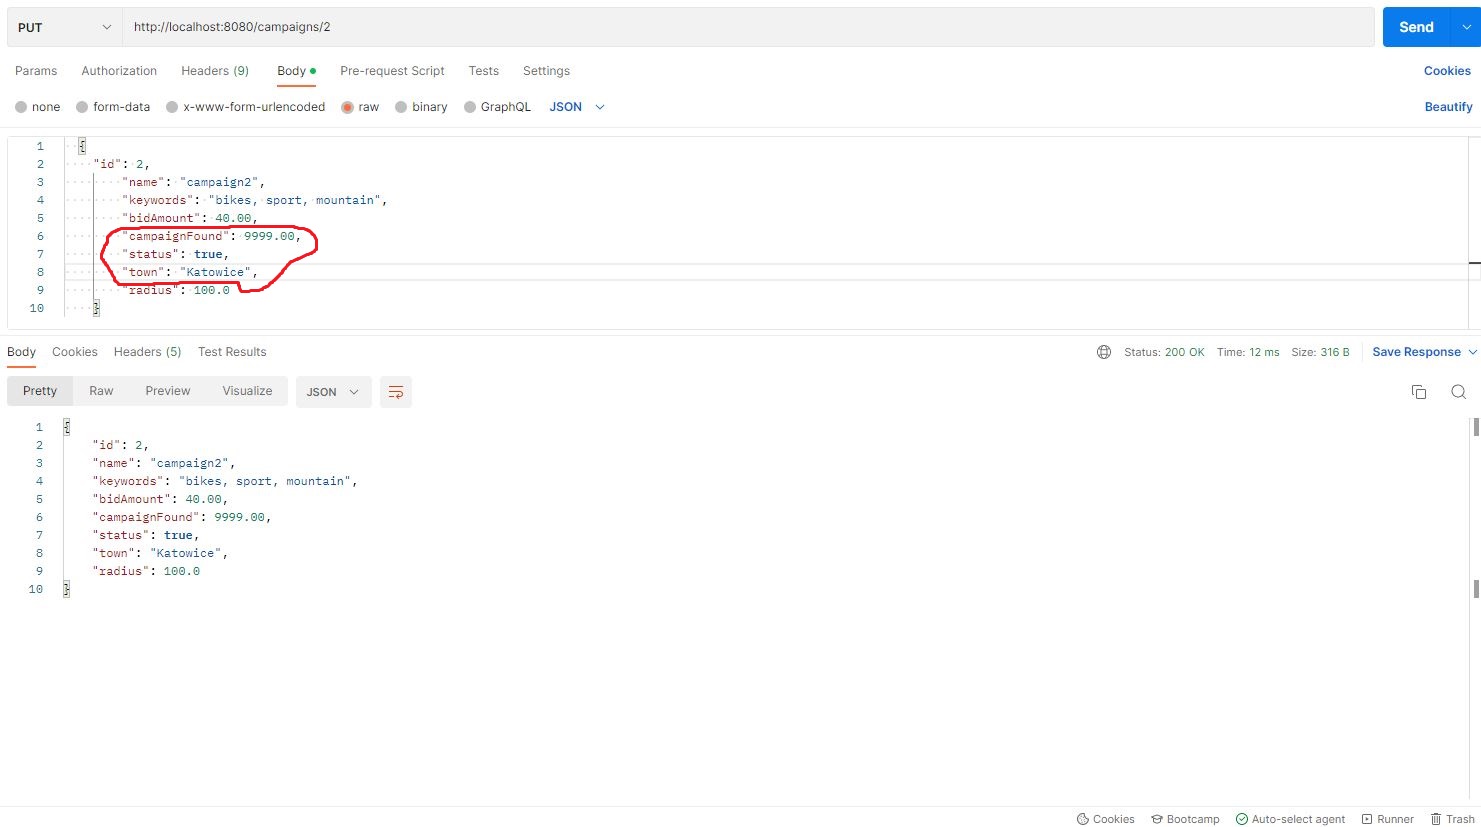 PUT http://localhost:8080/campaigns/2 Send
Params Authorization Headers (9) Body Pre-request Script Tests Settings Cookies
none form-data x-www-form-urlencoded raw binary GraphQL JSON Beautify
1 {
2 "id": 2,
3 "name": "campaign2",
4 "keywords": "bikes, sport, mountain",
5 "bidAmount": 40.00,
6 "campaignFound": 9999.00,
7 "status": true,
8 "town": "Katowice",
9 "radius": 100.0
10 }
Body Cookies Headers (5) Test Results Status: 200 OK Time: 12 ms Size: 316 B Save Response
Pretty Raw Preview Visualize JSON
1 {
2 "id": 2,
3 "name": "campaign2",
4 "keywords": "bikes, sport, mountain",
5 "bidAmount": 40.00,
6 "campaignFound": 9999.00,
7 "status": true,
8 "town": "Katowice",
9 "radius": 100.0
10 }
Cookies Bootcamp Auto-select agent Runner Trash